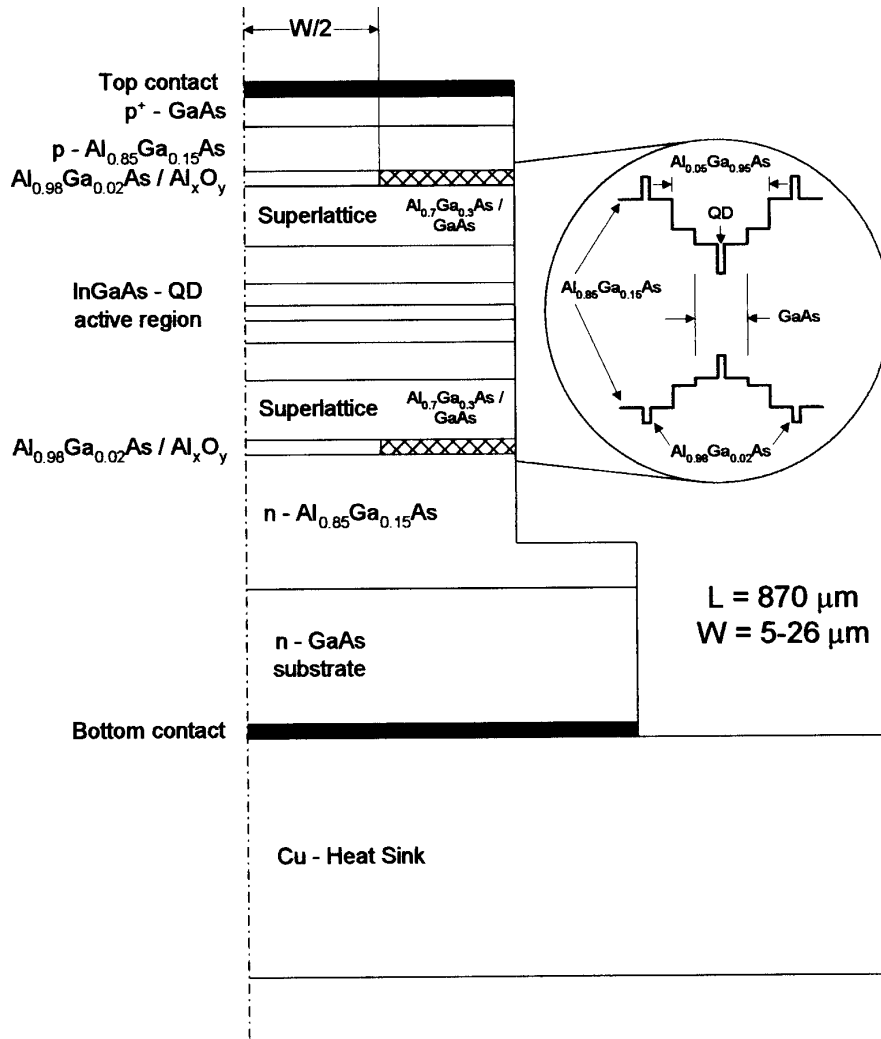 W/2
Top contact
p⁺ - GaAs
p - Al₀.₈₅Ga₀.₁₅As
Al₀.₉₈Ga₀.₀₂As / AlₓOᵧ
Superlattice
Al₀.₇Ga₀.₃As /
GaAs
InGaAs - QD
active region
Superlattice
Al₀.₇Ga₀.₃As /
GaAs
Al₀.₉₈Ga₀.₀₂As / AlₓOᵧ
n - Al₀.₈₅Ga₀.₁₅As
n - GaAs
substrate
Bottom contact
Cu - Heat Sink
Al₀.₀₅Ga₀.₉₅As
QD
Al₀.₈₅Ga₀.₁₅As
GaAs
Al₀.₉₈Ga₀.₀₂As
L = 870 μm
W = 5-26 μm